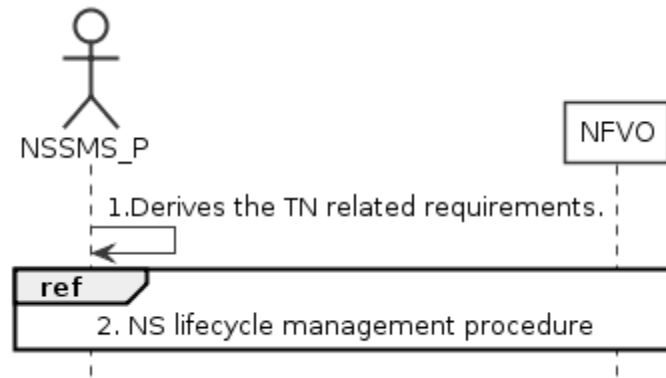 NSSMS_P
NFVO
1.Derives the TN related requirements.
ref
2. NS lifecycle management procedure